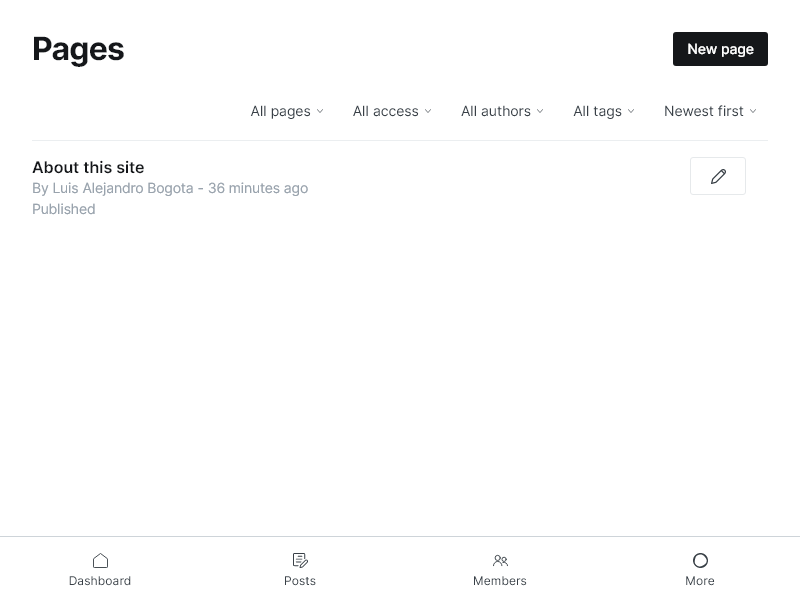 Pages
New page
All pages
All access
All authors
All tags
Newest first
About this site
By Luis Alejandro Bogota - 36 minutes ago
Published
Dashboard
Posts
Members
More